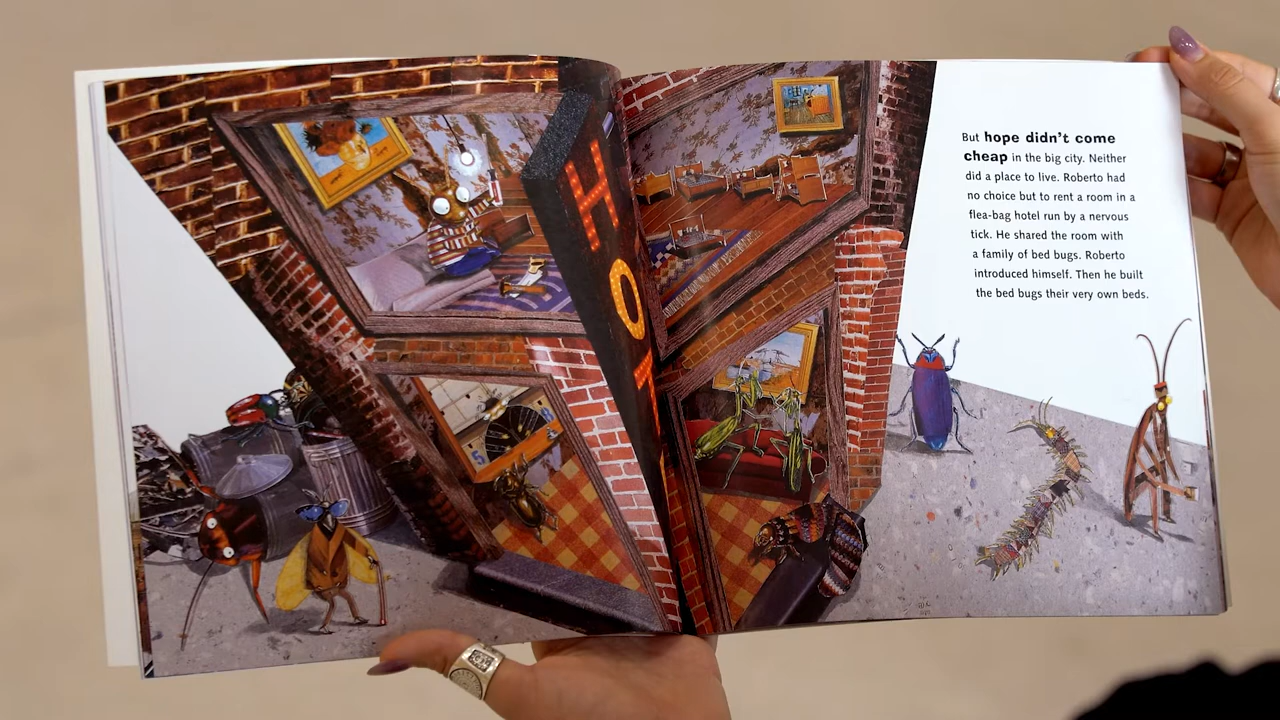 HOT
But hope didn't come
cheap in the big city. Neither
did a place to live. Roberto had
no choice but to rent a room in a
flea-bag hotel run by a nervous
tick. He shared the room with
a family of bed bugs. Roberto
introduced himself. Then he built
the bed bugs their very own beds.